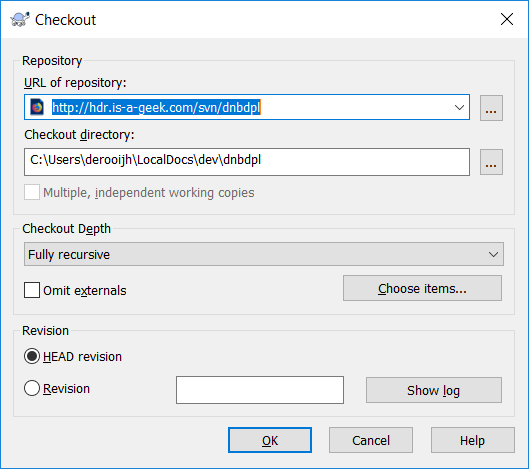 Checkout
Repository
URL of repository:
http://hdr.is-a-geek.com/svn/dnbdpl
...
Checkout directory:
C:\Users\derooijh\LocalDocs\dev\dnbdpl
...
Multiple, independent working copies
Checkout Depth
Fully recursive
Omit externals
Choose items...
Revision
HEAD revision
Revision
Show log
OK
Cancel
Help